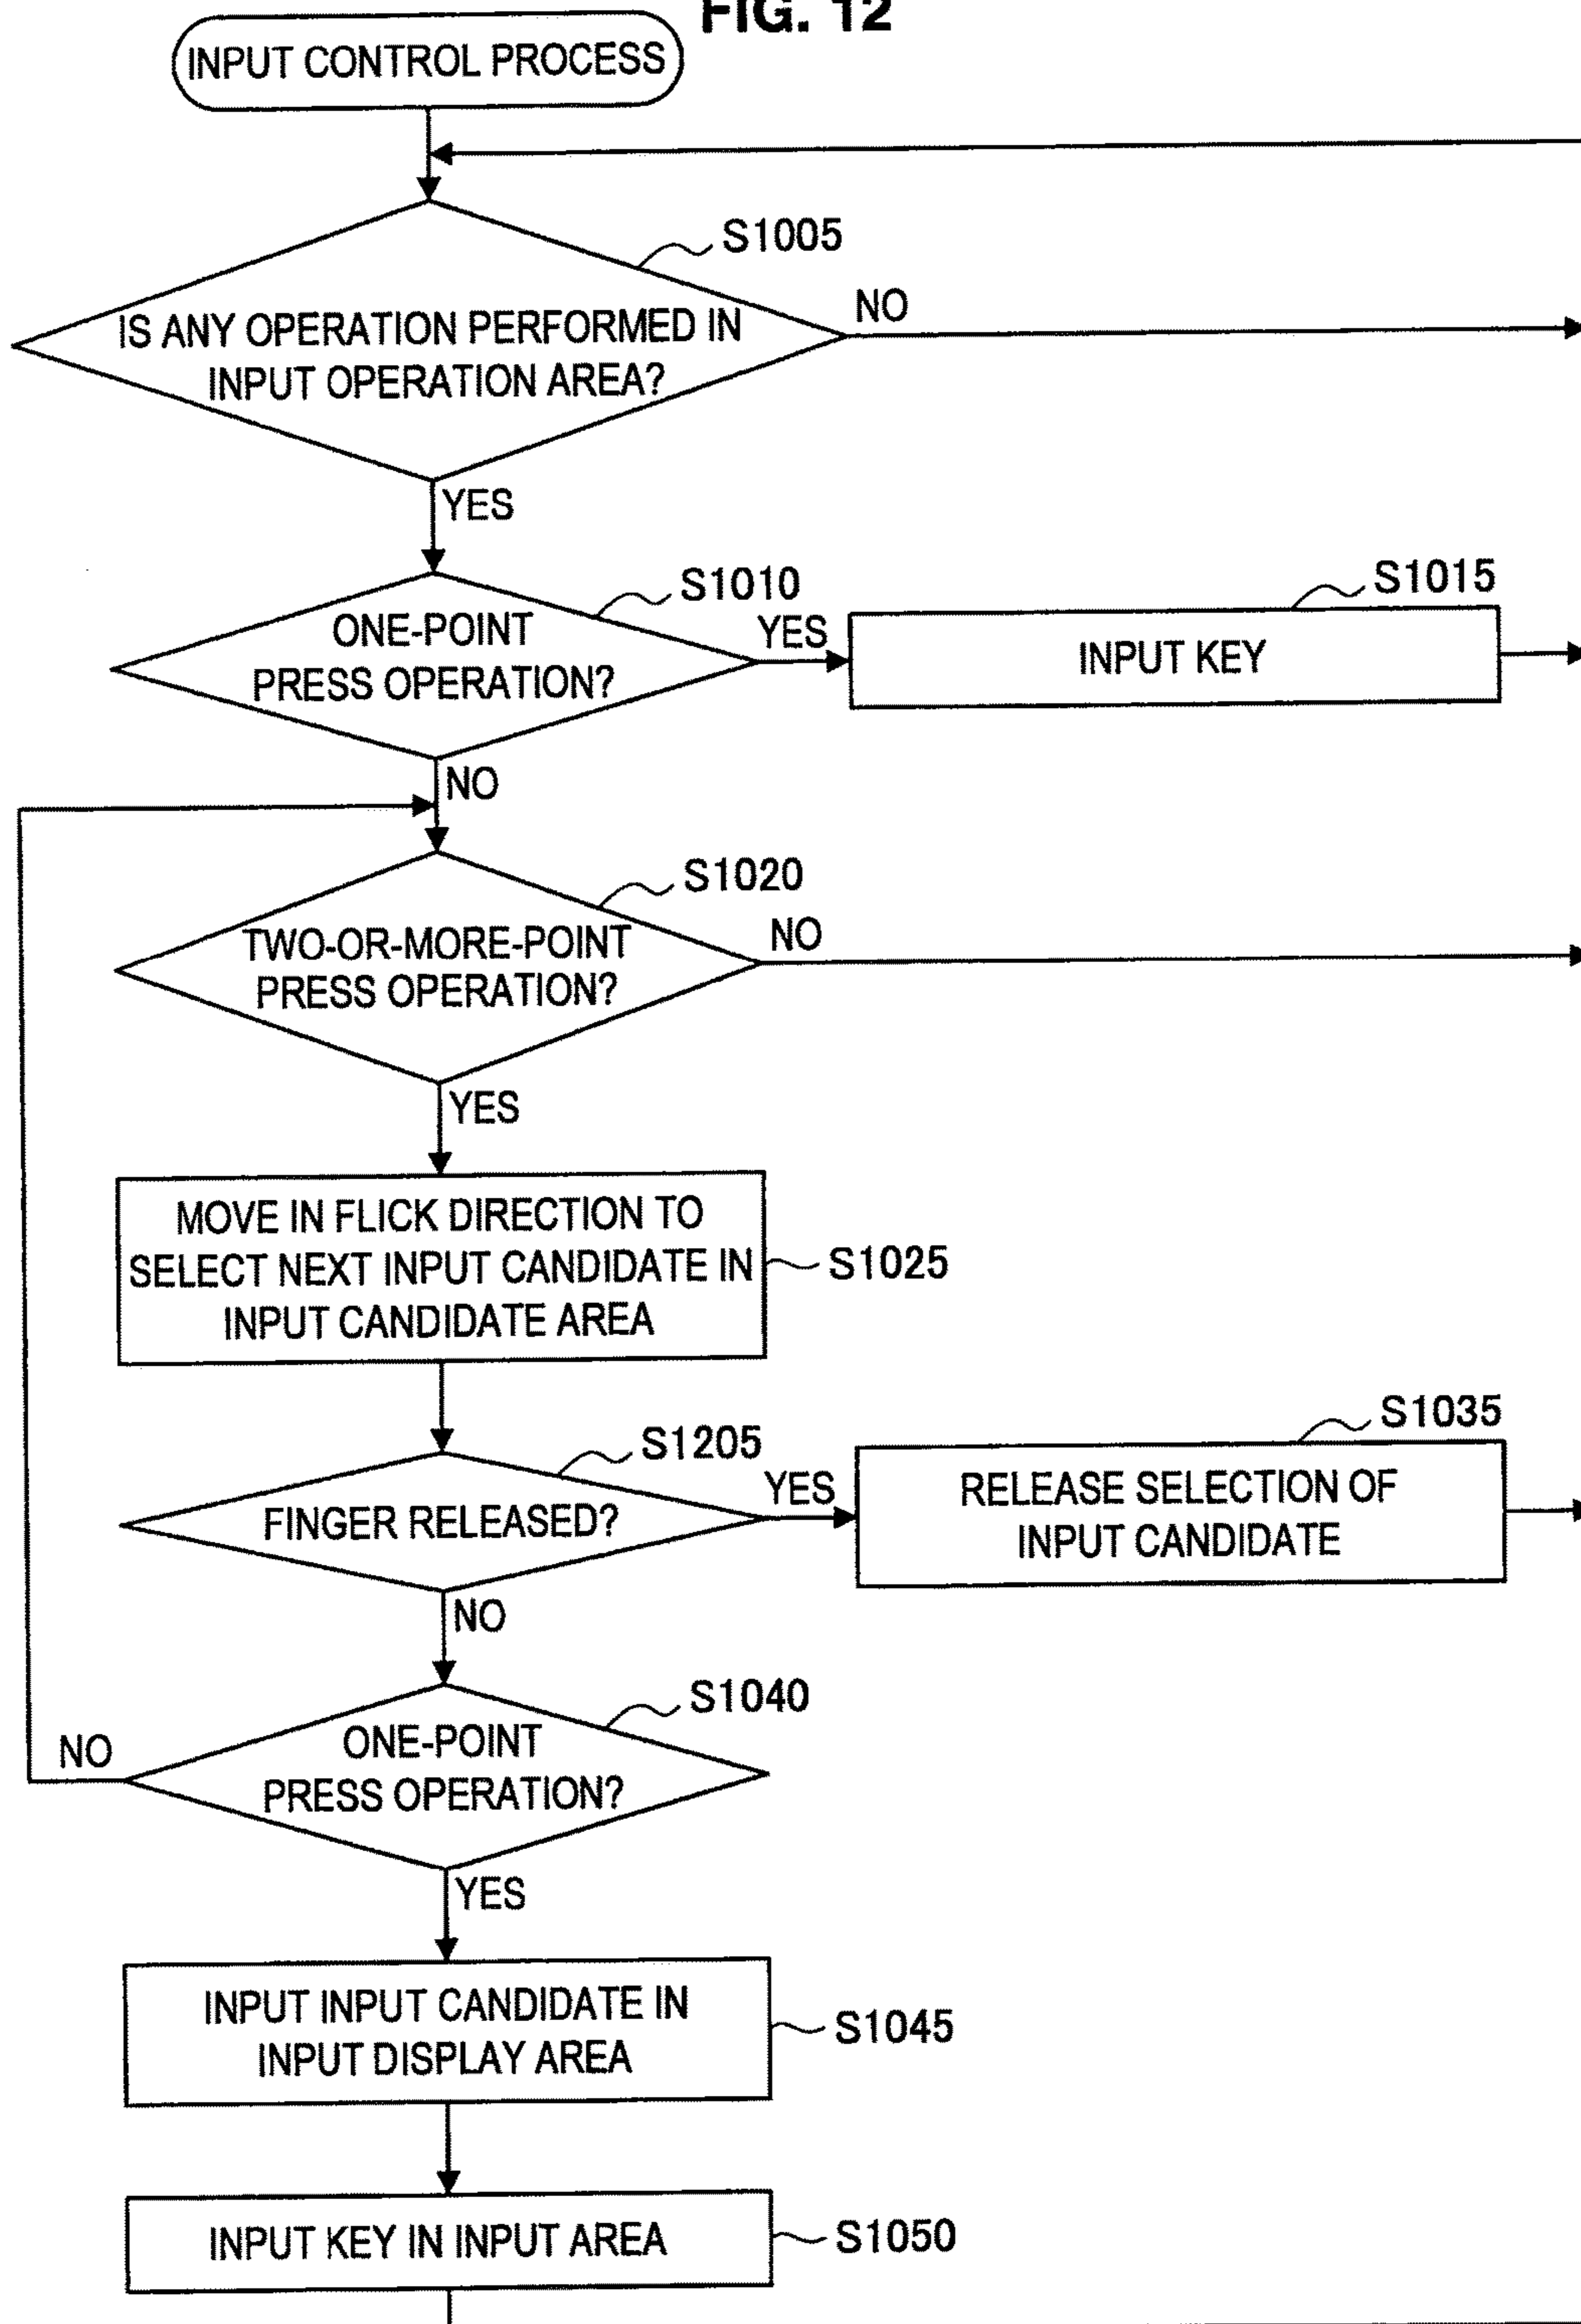 FIG. 12
INPUT CONTROL PROCESS
S1005
IS ANY OPERATION PERFORMED IN
INPUT OPERATION AREA?
NO
YES
S1010
ONE-POINT
PRESS OPERATION?
YES
S1015
INPUT KEY
NO
S1020
TWO-OR-MORE-POINT
PRESS OPERATION?
NO
YES
MOVE IN FLICK DIRECTION TO
SELECT NEXT INPUT CANDIDATE IN
INPUT CANDIDATE AREA
S1025
S1205
FINGER RELEASED?
YES
S1035
RELEASE SELECTION OF
INPUT CANDIDATE
NO
S1040
ONE-POINT
PRESS OPERATION?
NO
YES
INPUT INPUT CANDIDATE IN
INPUT DISPLAY AREA
S1045
INPUT KEY IN INPUT AREA
S1050